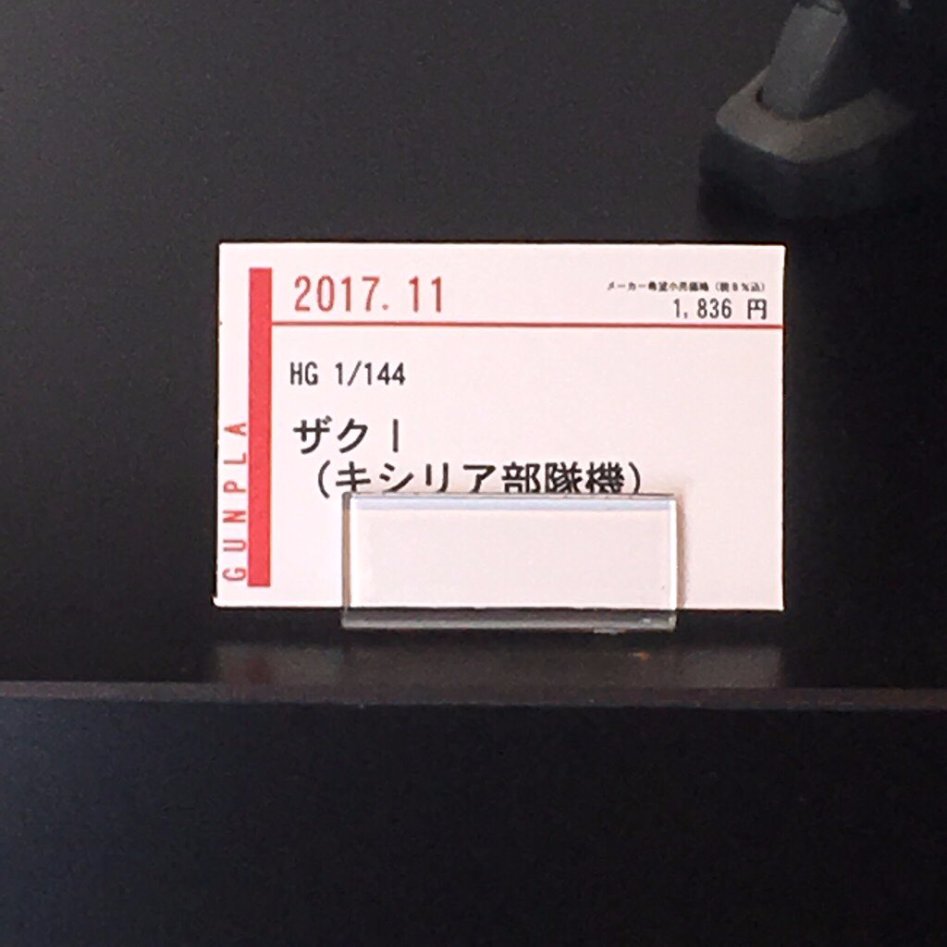 2017.11
メーカー希望小売価格（税8％込）
1,836 円
HG 1/144
ザクⅠ
（キシリア部隊機）
GUNPLA